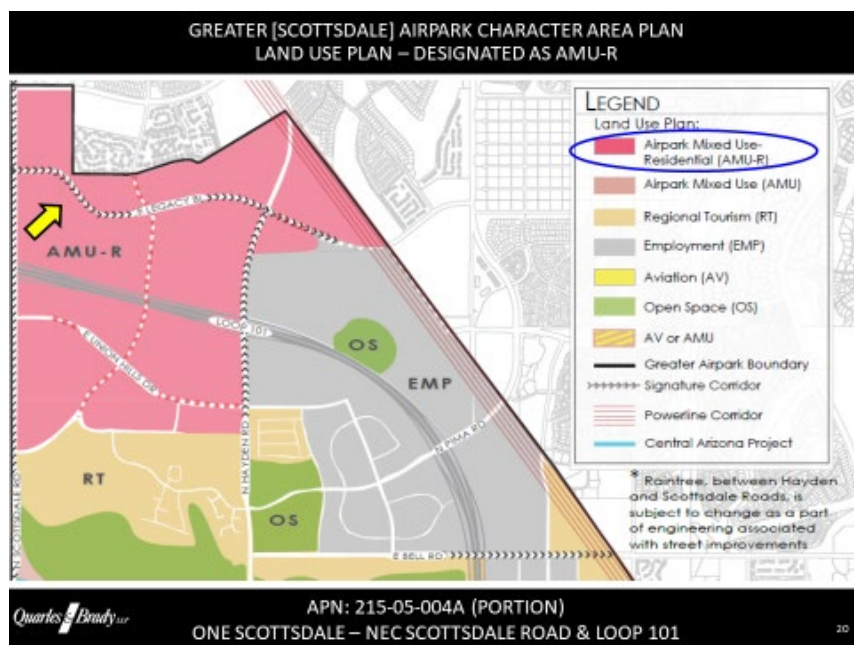 GREATER [SCOTTSDALE] AIRPARK CHARACTER AREA PLAN
LAND USE PLAN – DESIGNATED AS AMU-R
LEGEND
Land Use Plan:
Airpark Mixed Use-
Residential (AMU-R)
Airpark Mixed Use (AMU)
Regional Tourism (RT)
Employment (EMP)
Aviation (AV)
Open Space (OS)
AV or AMU
Greater Airpark Boundary
Signature Corridor
Powerline Corridor
Central Arizona Project
* Raintree, between Hayden
and Scottsdale Roads, is
subject to change as a part
of engineering associated
with street improvements
LEGACY BL
AMU-R
LOOP 101
E UNION HILLS DR
OS
EMP
N PIMA RD
N HAYDEN RD
RT
OS
N SCOTTSDALE RD
E BELL RD
Quarles & Brady LLP
APN: 215-05-004A (PORTION)
ONE SCOTTSDALE – NEC SCOTTSDALE ROAD & LOOP 101
20